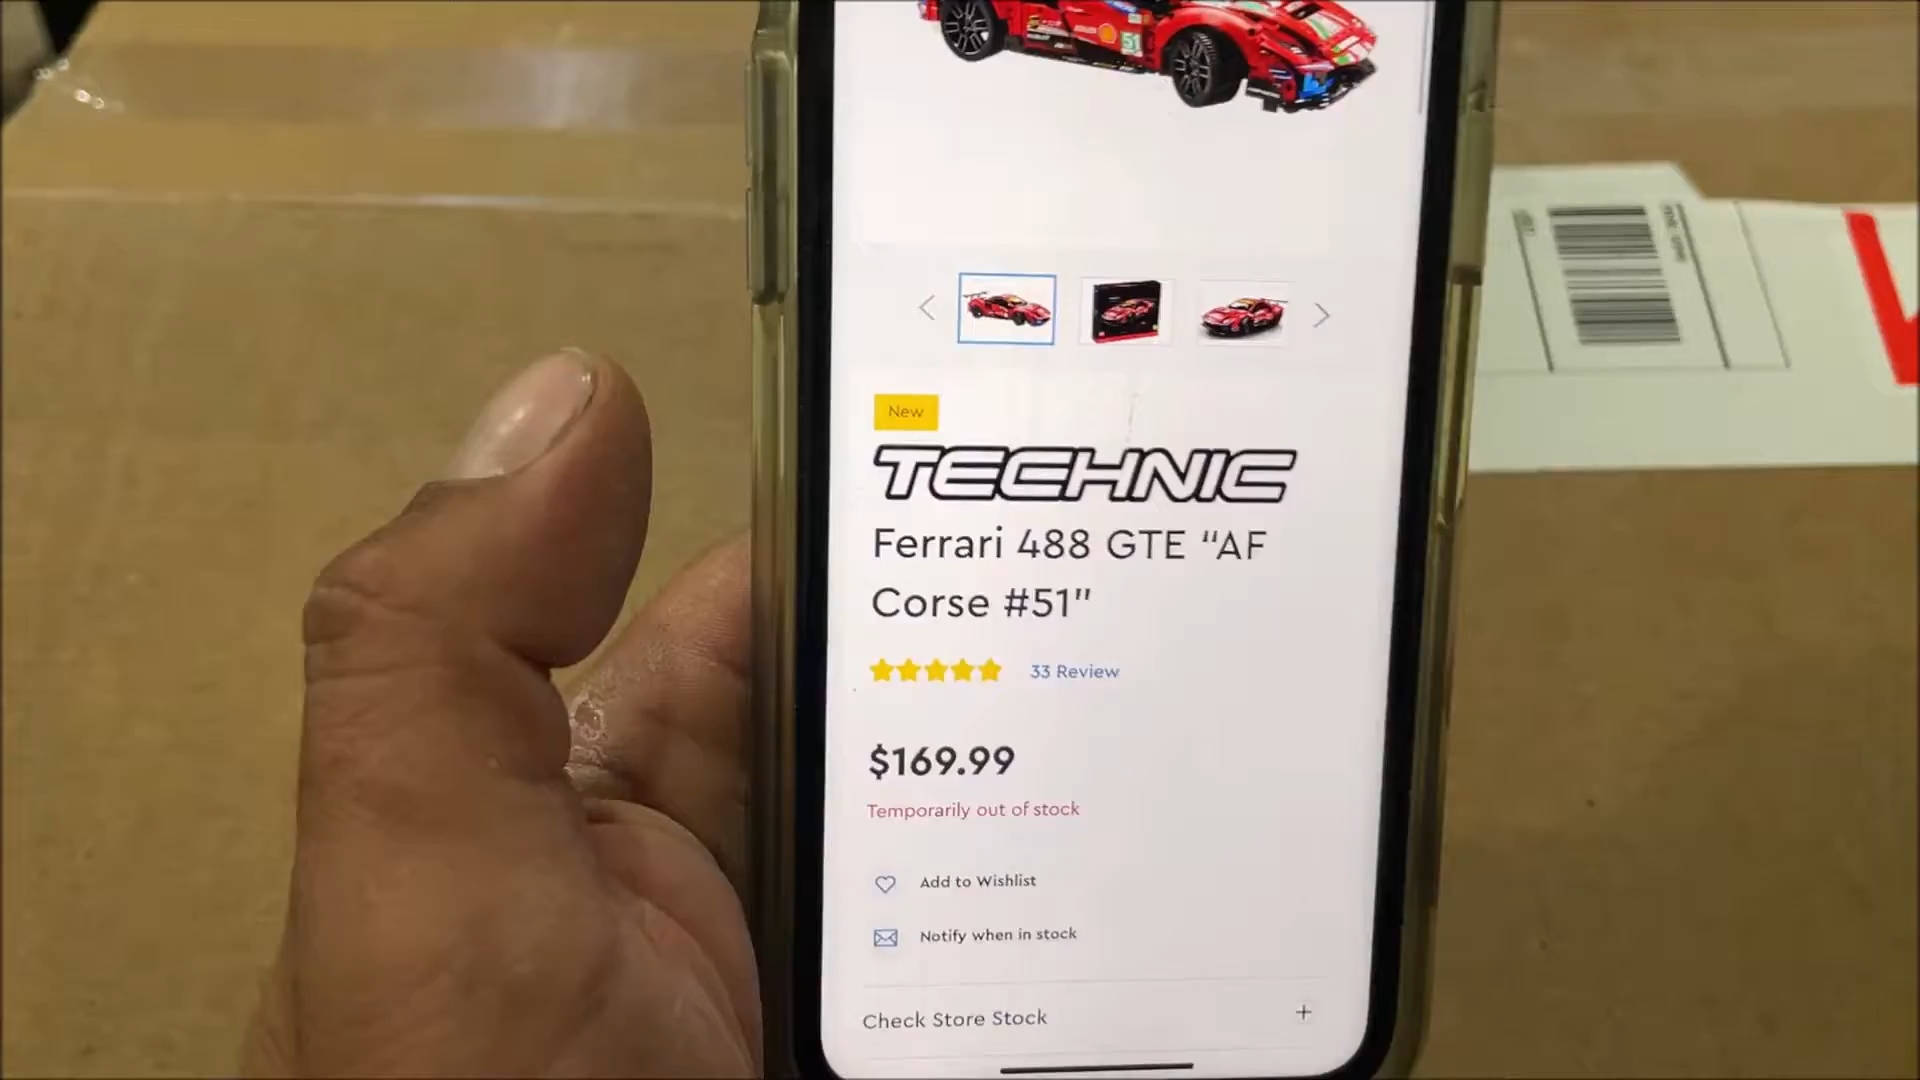 51
New
TECHNIC
Ferrari 488 GTE “AF
Corse #51”
33 Review
$169.99
Temporarily out of stock
Add to Wishlist
Notify when in stock
Check Store Stock
+